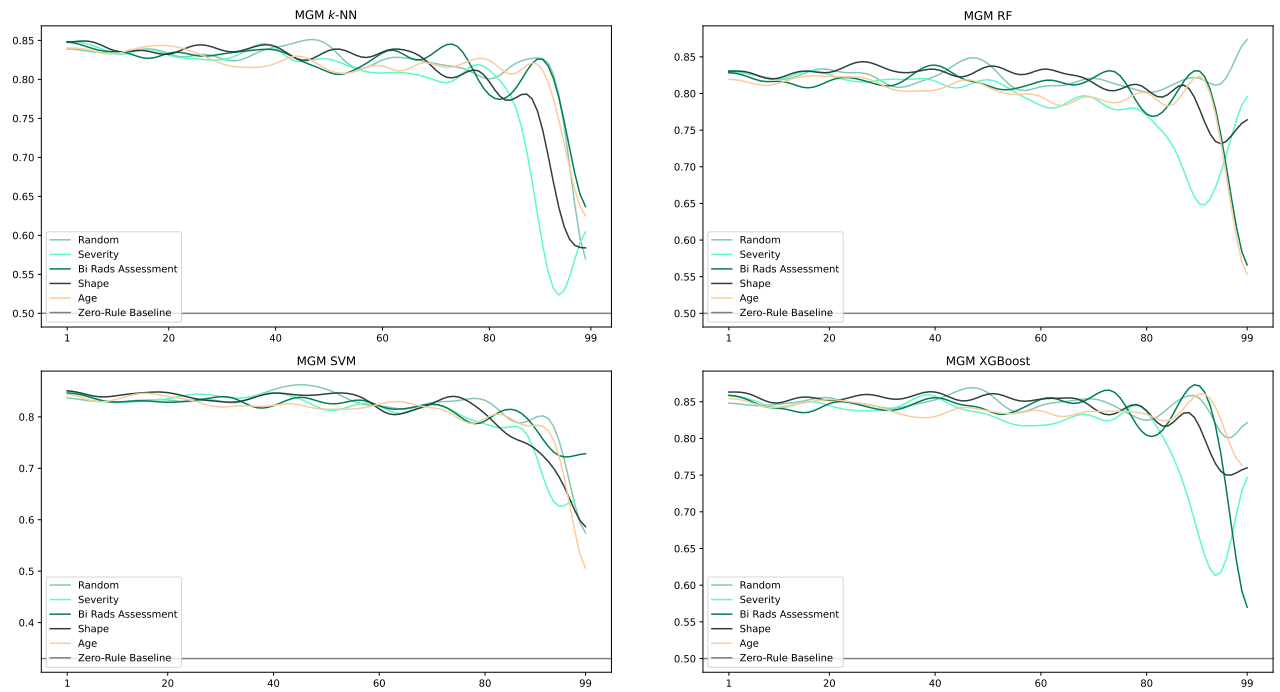 MGM k-NN
0.85
0.80
0.75
0.70
0.65
0.60
0.55
0.50
Random
Severity
Bi Rads Assessment
Shape
Age
Zero-Rule Baseline
1 20 40 60 80 99
MGM RF
0.85
0.80
0.75
0.70
0.65
0.60
0.55
0.50
Random
Severity
Bi Rads Assessment
Shape
Age
Zero-Rule Baseline
1 20 40 60 80 99
MGM SVM
0.8
0.7
0.6
0.5
0.4
Random
Severity
Bi Rads Assessment
Shape
Age
Zero-Rule Baseline
1 20 40 60 80 99
MGM XGBoost
0.85
0.80
0.75
0.70
0.65
0.60
0.55
0.50
Random
Severity
Bi Rads Assessment
Shape
Age
Zero-Rule Baseline
1 20 40 60 80 99